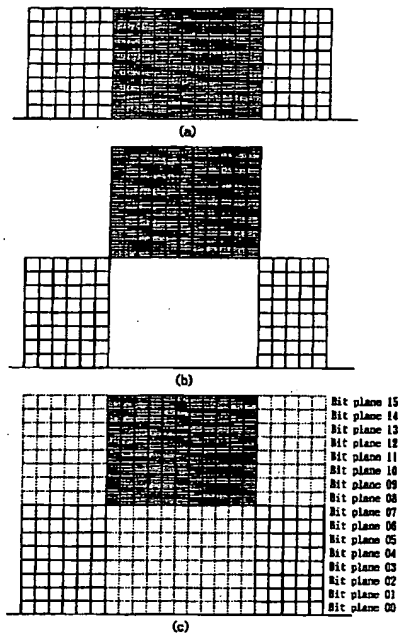 (a)
(b)
Bit plane 15
Bit plane 14
Bit plane 13
Bit plane 12
Bit plane 11
Bit plane 10
Bit plane 09
Bit plane 08
Bit plane 07
Bit plane 06
Bit plane 05
Bit plane 04
Bit plane 03
Bit plane 02
Bit plane 01
Bit plane 00
(c)